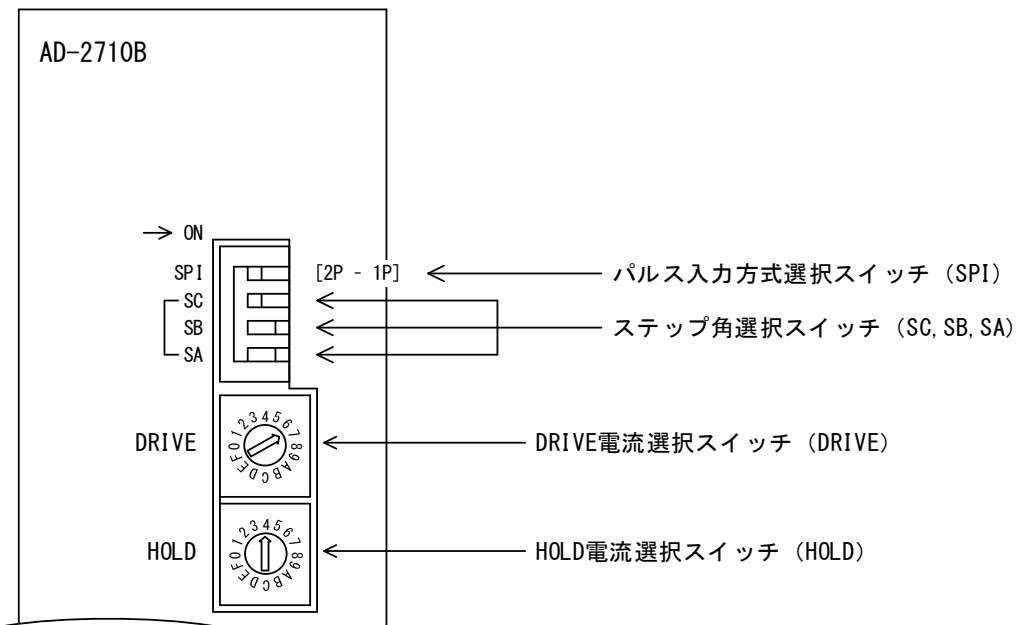 AD-2710B
→ ON
SPI [2P - 1P] パルス入力方式選択スイッチ (SPI)
SC
SB ステップ角選択スイッチ (SC,SB,SA)
SA
0123456789ABCDEF
DRIVE DRIVE電流選択スイッチ (DRIVE)
0123456789ABCDEF
HOLD HOLD電流選択スイッチ (HOLD)